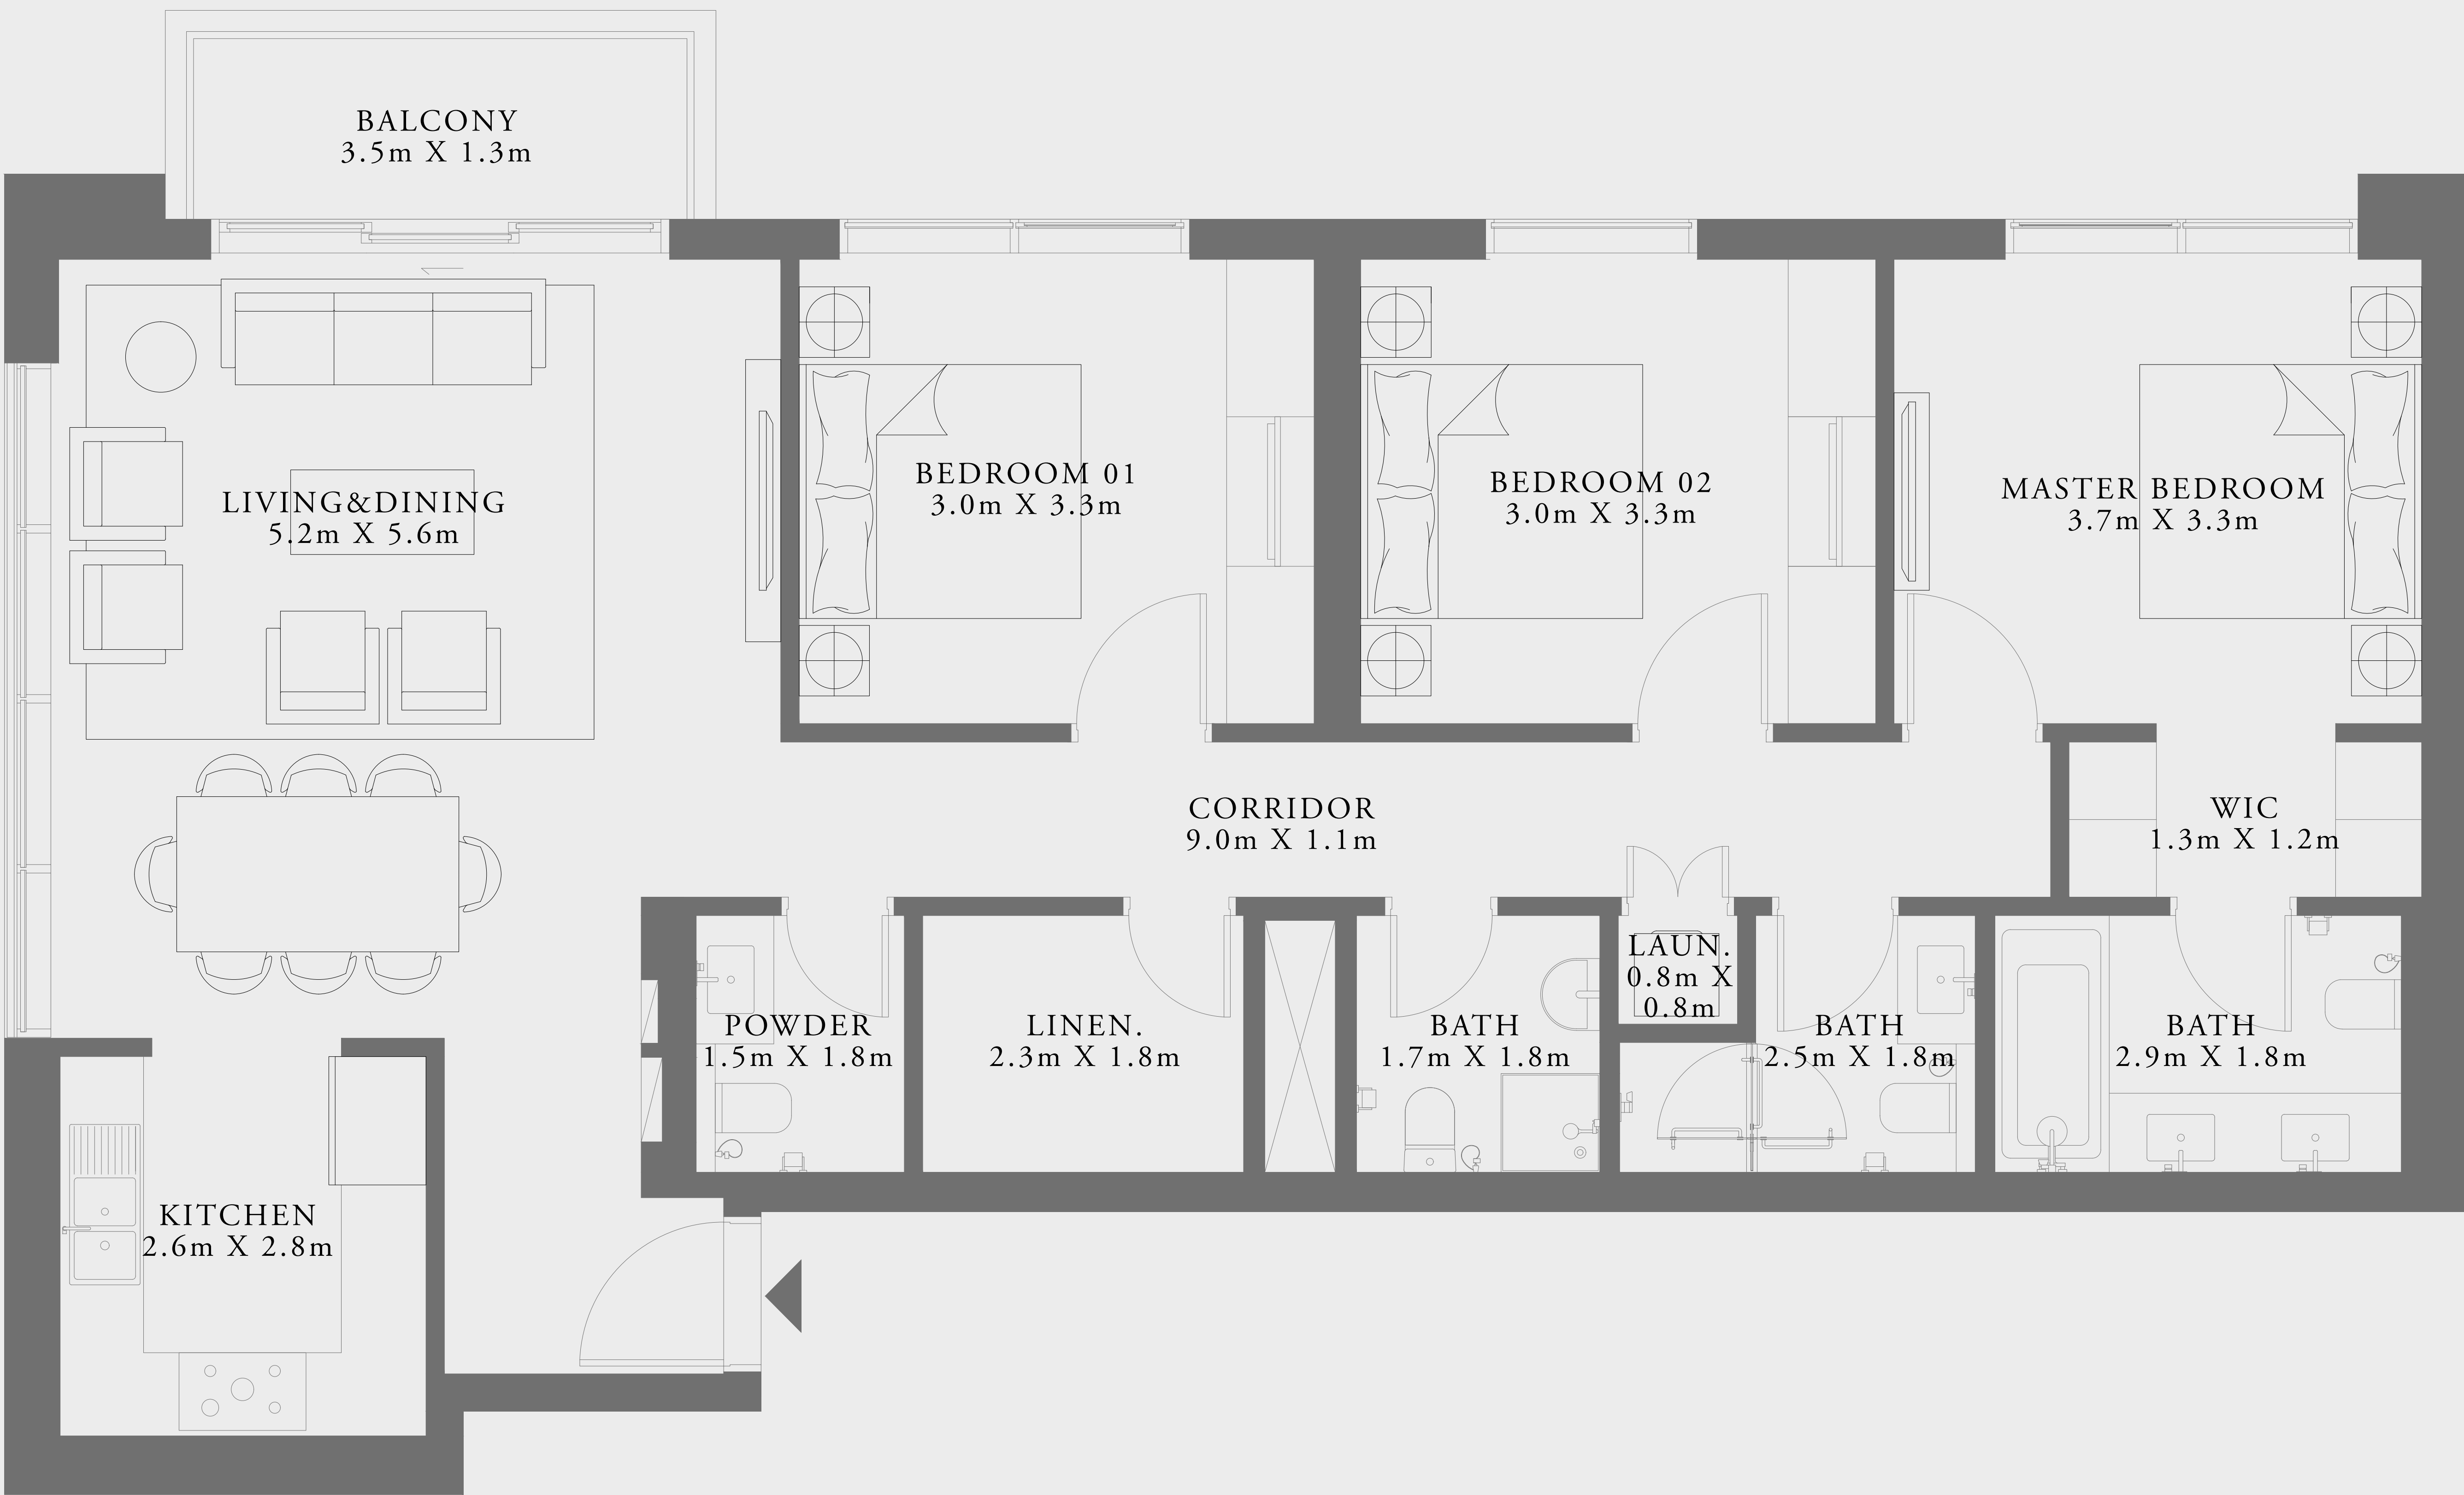 BALCONY
3.5m X 1.3m
LIVING&DINING
5.2m X 5.6m
BEDROOM 01
3.0m X 3.3m
BEDROOM 02
3.0m X 3.3m
MASTER BEDROOM
3.7m X 3.3m
CORRIDOR
9.0m X 1.1m
WIC
1.3m X 1.2m
POWDER
1.5m X 1.8m
LINEN.
2.3m X 1.8m
BATH
1.7m X 1.8m
LAUN.
0.8m X
0.8m
BATH
2.5m X 1.8m
BATH
2.9m X 1.8m
KITCHEN
2.6m X 2.8m